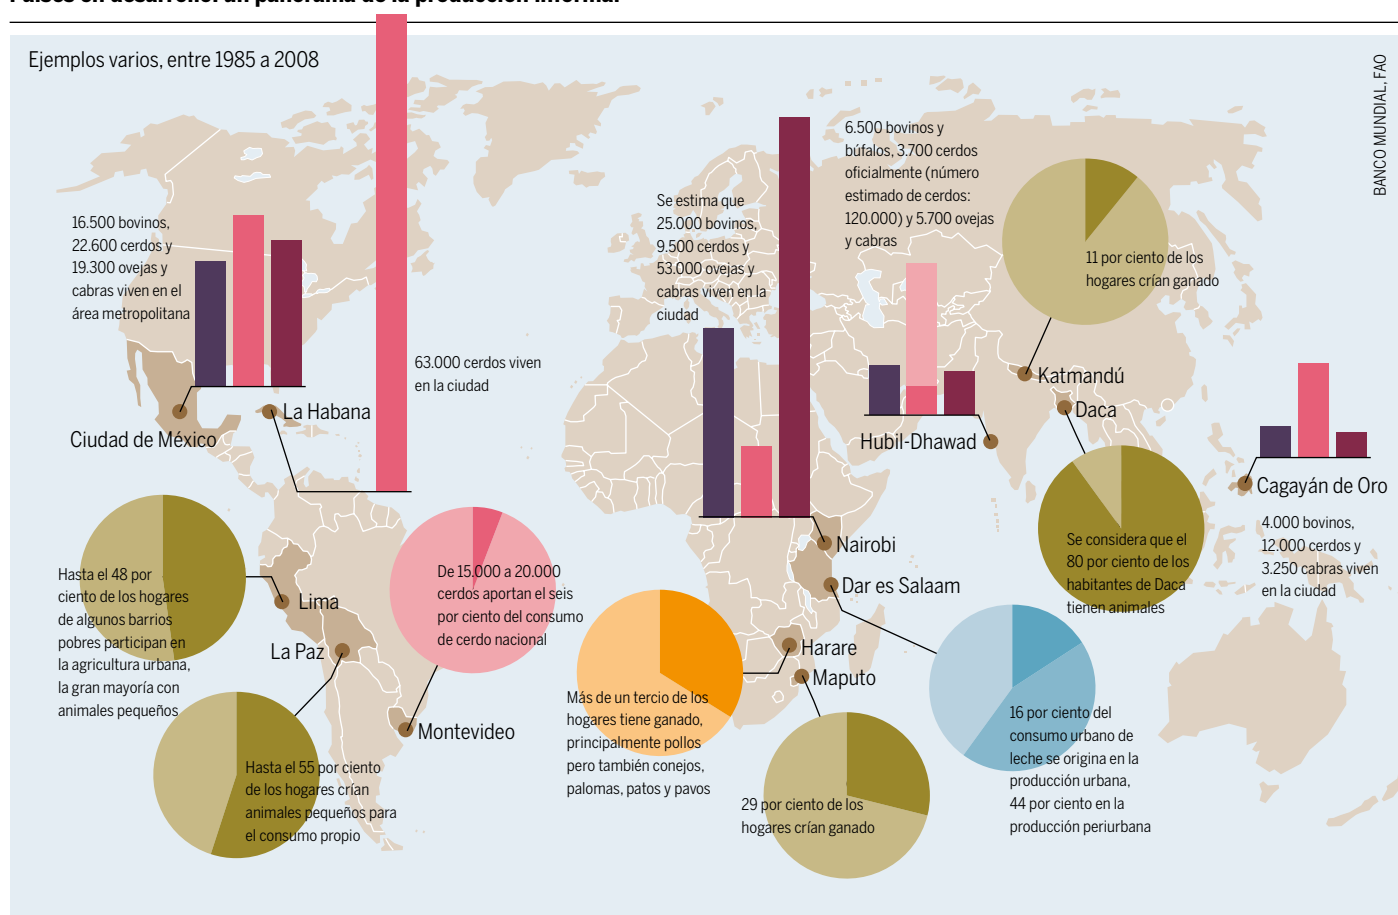 Países en desarrollo: un panorama de la producción informal
Ejemplos varios, entre 1985 a 2008
BANCO MUNDIAL, FAO
16.500 bovinos,
22.600 cerdos y
19.300 ovejas y
cabras viven en el
área metropolitana
Ciudad de México
La Habana
63.000 cerdos viven
en la ciudad
Se estima que
25.000 bovinos,
9.500 cerdos y
53.000 ovejas y
cabras viven en la
ciudad
Nairobi
6.500 bovinos y
búfalos, 3.700 cerdos
oficialmente (número
estimado de cerdos:
120.000) y 5.700 ovejas
y cabras
Hubil-Dhawad
11 por ciento de los
hogares crían ganado
Katmandú
Daca
Se considera que el
80 por ciento de los
habitantes de Daca
tienen animales
Cagayán de Oro
4.000 bovinos,
12.000 cerdos y
3.250 cabras viven
en la ciudad
Hasta el 48 por
ciento de los hogares
de algunos barrios
pobres participan en
la agricultura urbana,
la gran mayoría con
animales pequeños
Lima
La Paz
Hasta el 55 por ciento
de los hogares crían
animales pequeños para
el consumo propio
De 15.000 a 20.000
cerdos aportan el seis
por ciento del consumo
de cerdo nacional
Montevideo
Dar es Salaam
16 por ciento del
consumo urbano de
leche se origina en la
producción urbana,
44 por ciento en la
producción periurbana
Harare
Más de un tercio de los
hogares tiene ganado,
principalmente pollos
pero también conejos,
palomas, patos y pavos
Maputo
29 por ciento de los
hogares crían ganado